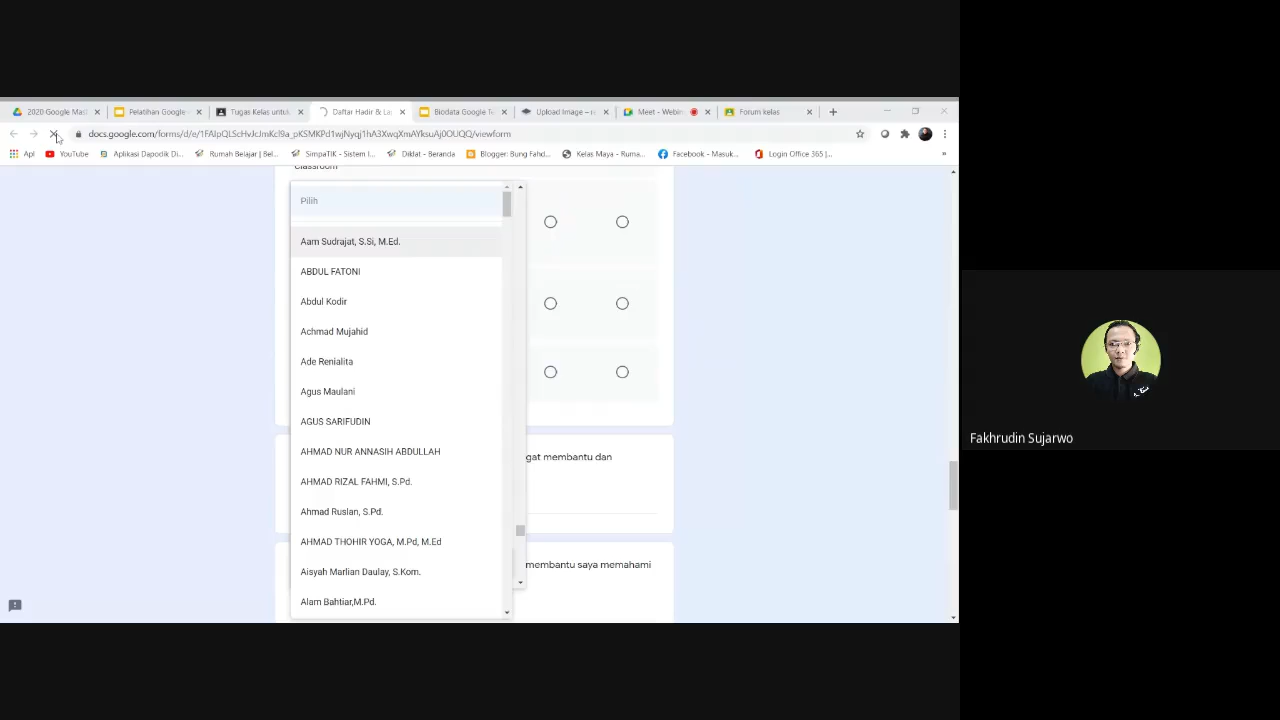 2020 Google Mast
Pelatihan Google
Tugas Kelas untuk
Daftar Hadir & La
Biodata Google Te
Upload Image – re
Meet - Webin
Forum kelas
docs.google.com/forms/d/e/1FAIpQLScHvJcJmKcl9a_pKSMKPd1wjNyqj1hA3XwqXmAYksuAj0OUQQ/viewform
Apl
YouTube
Aplikasi Dapodik Di...
Rumah Belajar | Bel...
SimpaTIK - Sistem I...
Diklat - Beranda
Blogger: Bung Fahd...
Kelas Maya - Ruma...
Facebook - Masuk...
Login Office 365 |...
»
Classroom
Pilih
Aam Sudrajat, S.Si, M.Ed.
ABDUL FATONI
Abdul Kodir
Achmad Mujahid
Ade Renialita
Agus Maulani
AGUS SARIFUDIN
AHMAD NUR ANNASIH ABDULLAH
gat membantu dan
AHMAD RIZAL FAHMI, S.Pd.
Ahmad Ruslan, S.Pd.
AHMAD THOHIR YOGA, M.Pd, M.Ed
membantu saya memahami
Aisyah Marlian Daulay, S.Kom.
Alam Bahtiar,M.Pd.
Fakhrudin Sujarwo